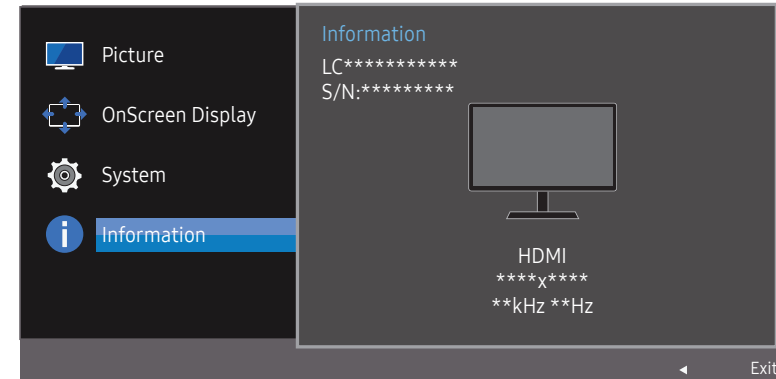 Picture
OnScreen Display
System
Information
Information
LC***********
S/N:*********
HDMI
****x****
**kHz **Hz
Exit